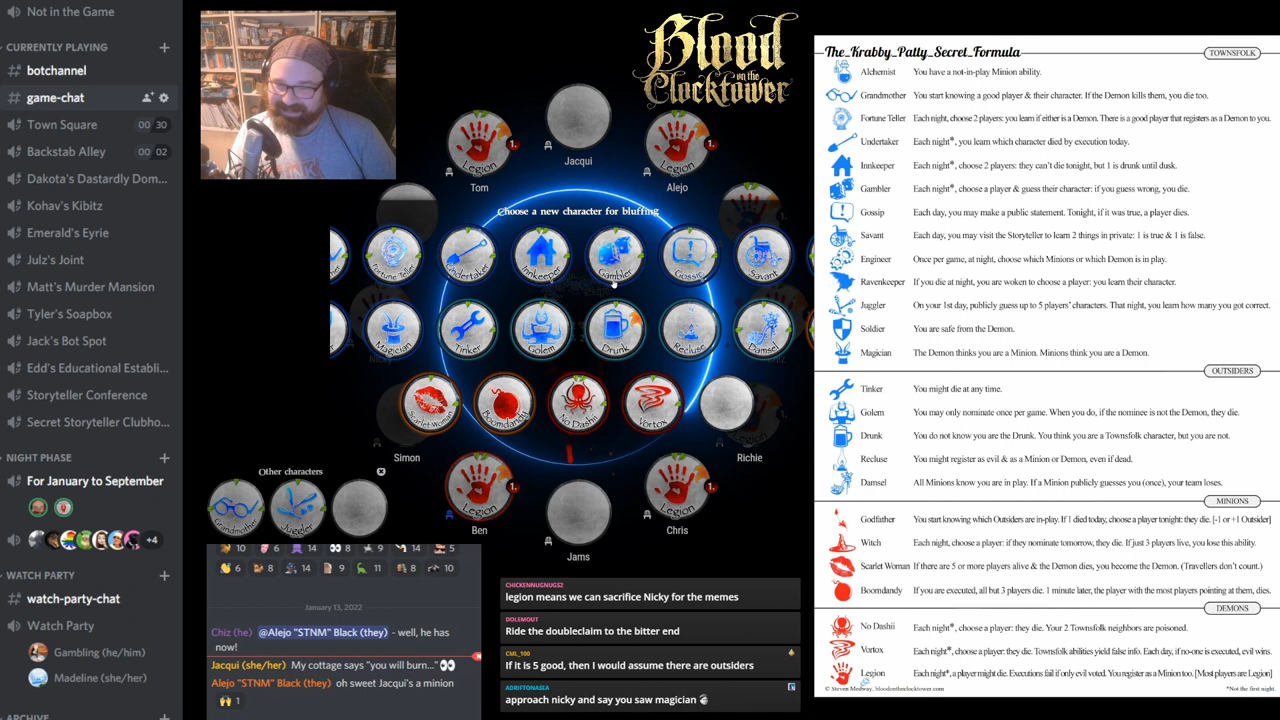 Not in the Game
CURRENTLY PLAYING
# botchannel
# game-chat
Town Square 00 30
Backstab Alley 00 02
Dakota's Dastardly Dom...
Kohav's Kibitz
Emerald's Eyrie
Julz's Joint
Matt's Murder Mansion
Tyler's Soapbox
Jack's Bot Spot
Edd's Educational Establi...
Storyteller Conference
Secret Storyteller Clubho...
NIGHT PHASE
For January to September
+4
WATCH PARTY
watch-party-chat
Watch Party
Gambling (he/him)
Madeline (she/her)
ARCHIVE
Blood
on the
Clocktower
Legion
1.
Tom
Jacqui
Legion
1.
Alejo
Choose a new character for bluffing
Fortune Teller
Undertaker
Innkeeper
Gambler
Gossip
Savant
Magician
Tinker
Golem
Drunk
Recluse
Damsel
Scarlet Woman
Boomdandy
No Dashii
Vortox
Simon
Richie
Legion
1.
Ben
Jams
Legion
1.
Chris
Other characters
Grandmother
Juggler
10 6 14 8 9 14 5
6 8 14 9 11 8 10
January 13, 2022
Chiz (he) @Alejo "STNM" Black (they) - well, he has
now!
Jacqui (she/her) My cottage says "you will burn..." 👀
Alejo "STNM" Black (they) oh sweet Jacqui's a minion
🙌 1
CHICKENNUGNUGS2
legion means we can sacrifice Nicky for the memes
DOLEMOUT
Ride the doubleclaim to the bitter end
CML_100
If it is 5 good, then I would assume there are outsiders
ADRIFTONASEA
approach nicky and say you saw magician
The_Krabby_Patty_Secret_Formula
TOWNSFOLK
Alchemist You have a not-in-play Minion ability.
Grandmother You start knowing a good player & their character. If the Demon kills them, you die too.
Fortune Teller Each night, choose 2 players: you learn if either is a Demon. There is a good player that registers as a Demon to you.
Undertaker Each night*, you learn which character died by execution today.
Innkeeper Each night*, choose 2 players: they can't die tonight, but 1 is drunk until dusk.
Gambler Each night*, choose a player & guess their character: if you guess wrong, you die.
Gossip Each day, you may make a public statement. Tonight, if it was true, a player dies.
Savant Each day, you may visit the Storyteller to learn 2 things in private: 1 is true & 1 is false.
Engineer Once per game, at night, choose which Minions or which Demon is in play.
Ravenkeeper If you die at night, you are woken to choose a player: you learn their character.
Juggler On your 1st day, publicly guess up to 5 players' characters. That night, you learn how many you got correct.
Soldier You are safe from the Demon.
Magician The Demon thinks you are a Minion. Minions think you are a Demon.
OUTSIDERS
Tinker You might die at any time.
Golem You may only nominate once per game. When you do, if the nominee is not the Demon, they die.
Drunk You do not know you are the Drunk. You think you are a Townsfolk character, but you are not.
Recluse You might register as evil & as a Minion or Demon, even if dead.
Damsel All Minions know you are in play. If a Minion publicly guesses you (once), your team loses.
MINIONS
Godfather You start knowing which Outsiders are in-play. If 1 died today, choose a player tonight: they die. [-1 or +1 Outsider]
Witch Each night, choose a player: if they nominate tomorrow, they die. If just 3 players live, you lose this ability.
Scarlet Woman If there are 5 or more players alive & the Demon dies, you become the Demon. (Travellers don't count.)
Boomdandy If you are executed, all but 3 players die. 1 minute later, the player with the most players pointing at them, dies.
DEMONS
No Dashii Each night*, choose a player: they die. Your 2 Townsfolk neighbors are poisoned.
Vortox Each night*, choose a player: they die. Townsfolk abilities yield false info. Each day, if no-one is executed, evil wins.
Legion Each night*, a player might die. Executions fail if only evil voted. You register as a Minion too. [Most players are Legion]
© Steven Medway, bloodontheclocktower.com *Not the first night.